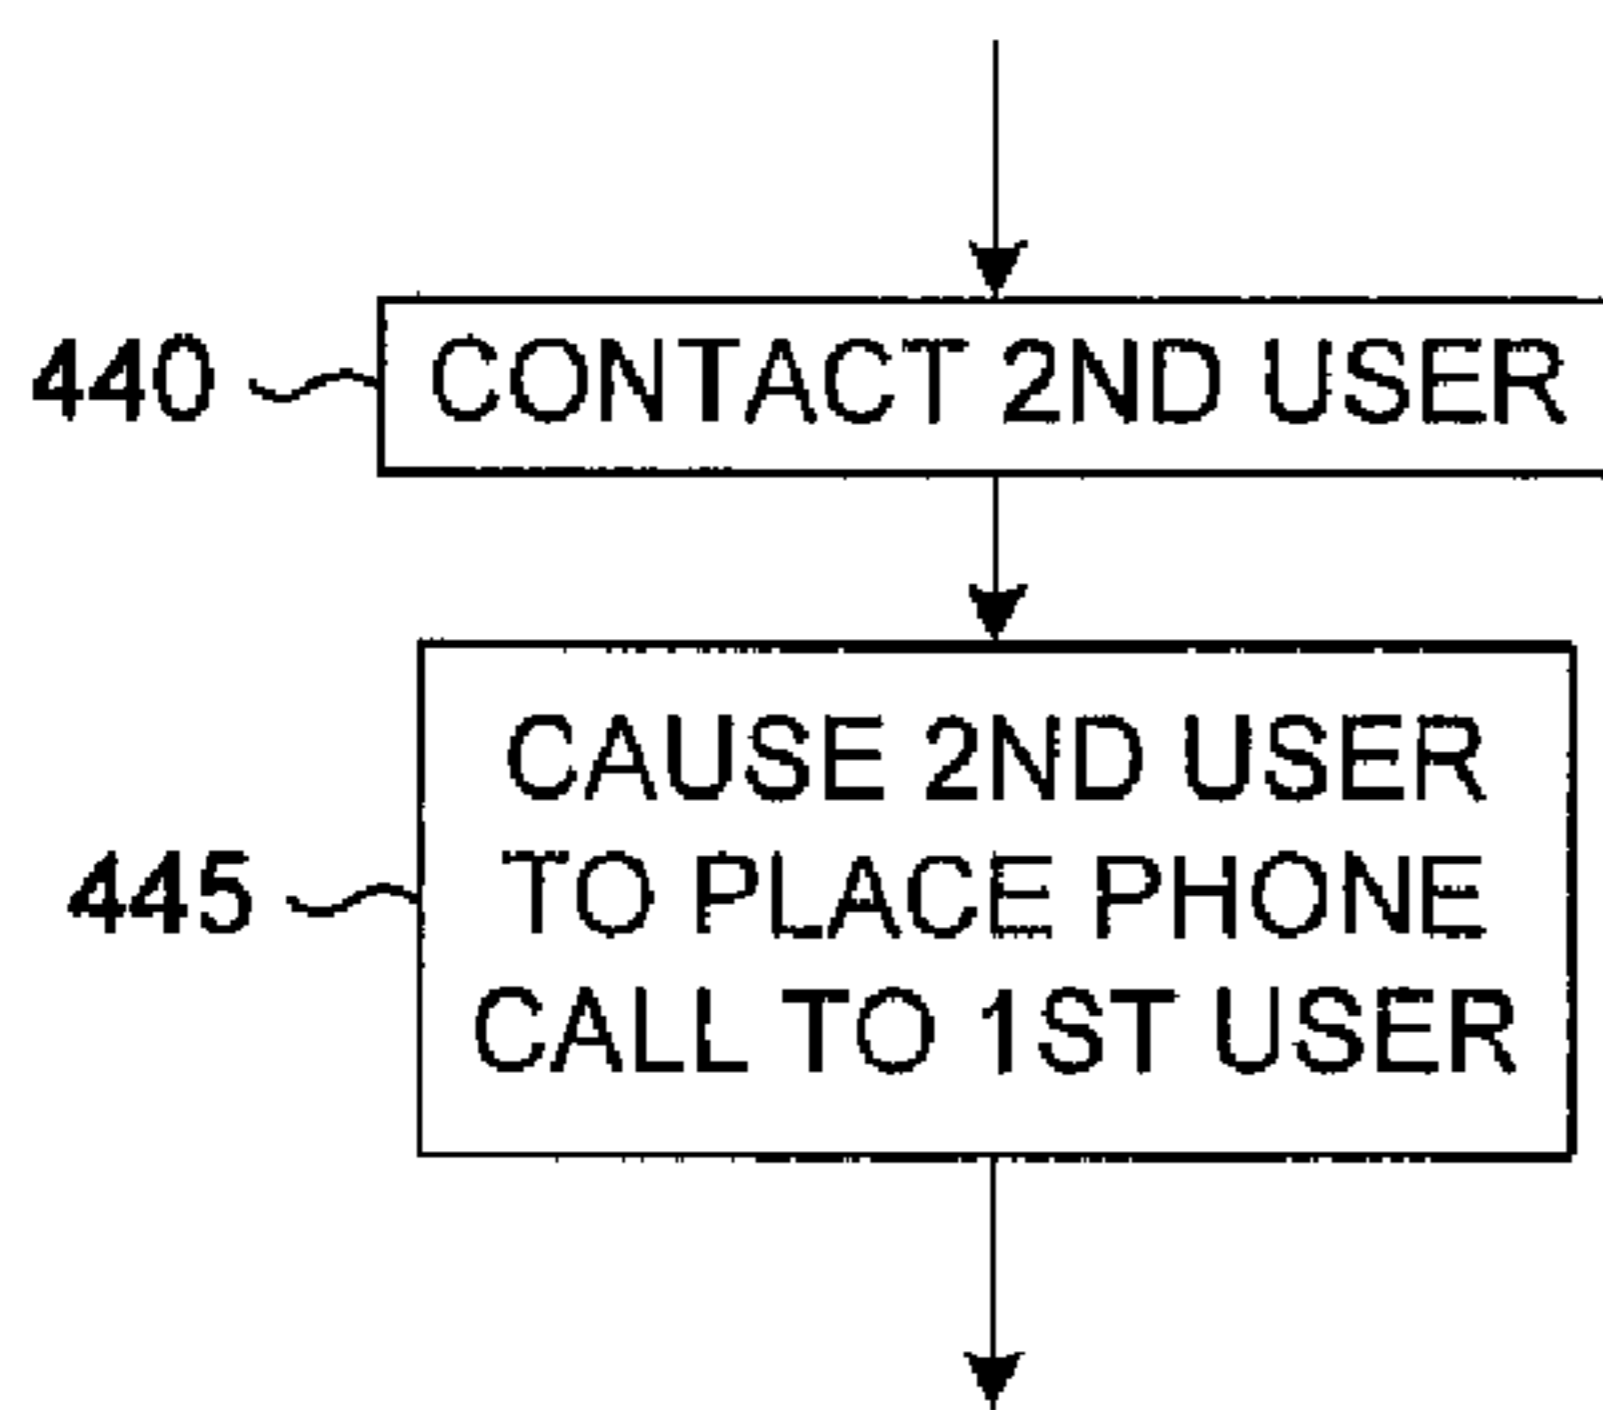 440 CONTACT 2ND USER
CAUSE 2ND USER
445 TO PLACE PHONE
CALL TO 1ST USER